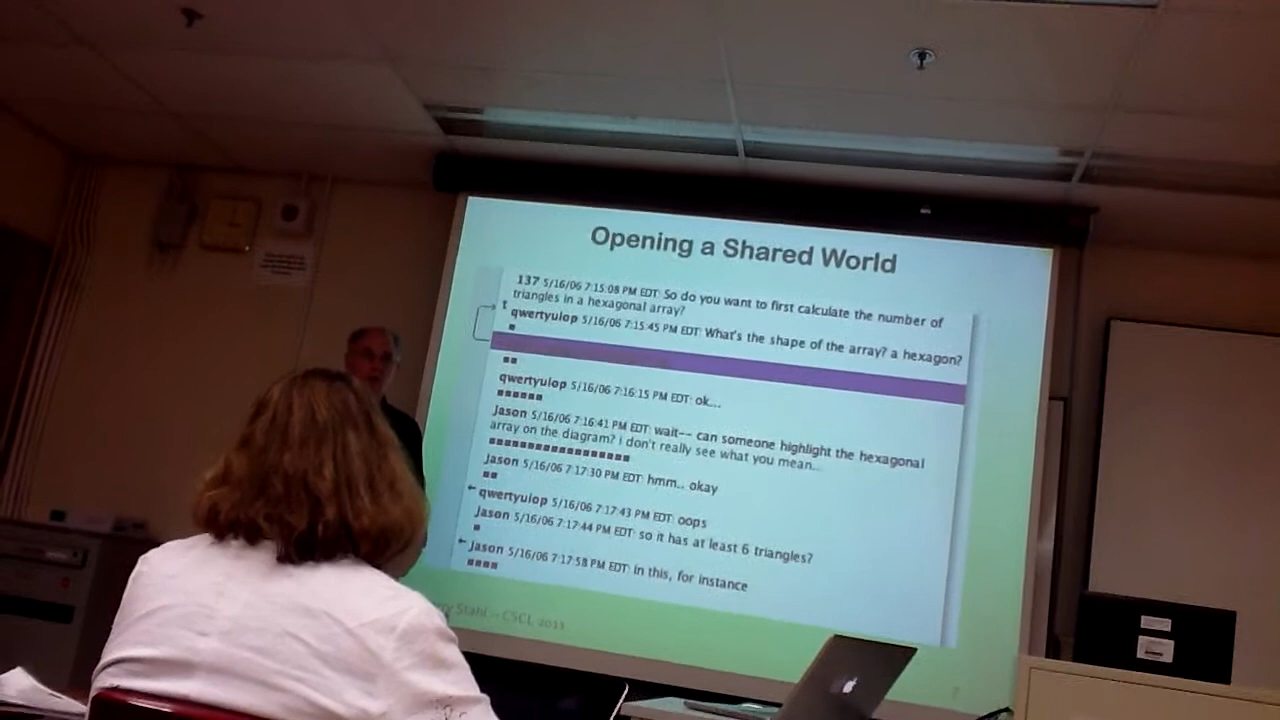 Opening a Shared World
137 5/16/06 7:15:08 PM EDT: So do you want to first calculate the number of
triangles in a hexagonal array?
qwertyuiop 5/16/06 7:15:45 PM EDT: What's the shape of the array? a hexagon?
qwertyuiop 5/16/06 7:16:15 PM EDT: ok...
Jason 5/16/06 7:16:41 PM EDT: wait-- can someone highlight the hexagonal
array on the diagram? i don't really see what you mean...
Jason 5/16/06 7:17:30 PM EDT: hmm.. okay
qwertyuiop 5/16/06 7:17:43 PM EDT: oops
Jason 5/16/06 7:17:44 PM EDT: so it has at least 6 triangles?
Jason 5/16/06 7:17:58 PM EDT: in this, for instance
Stahl – CSCL 2011
7